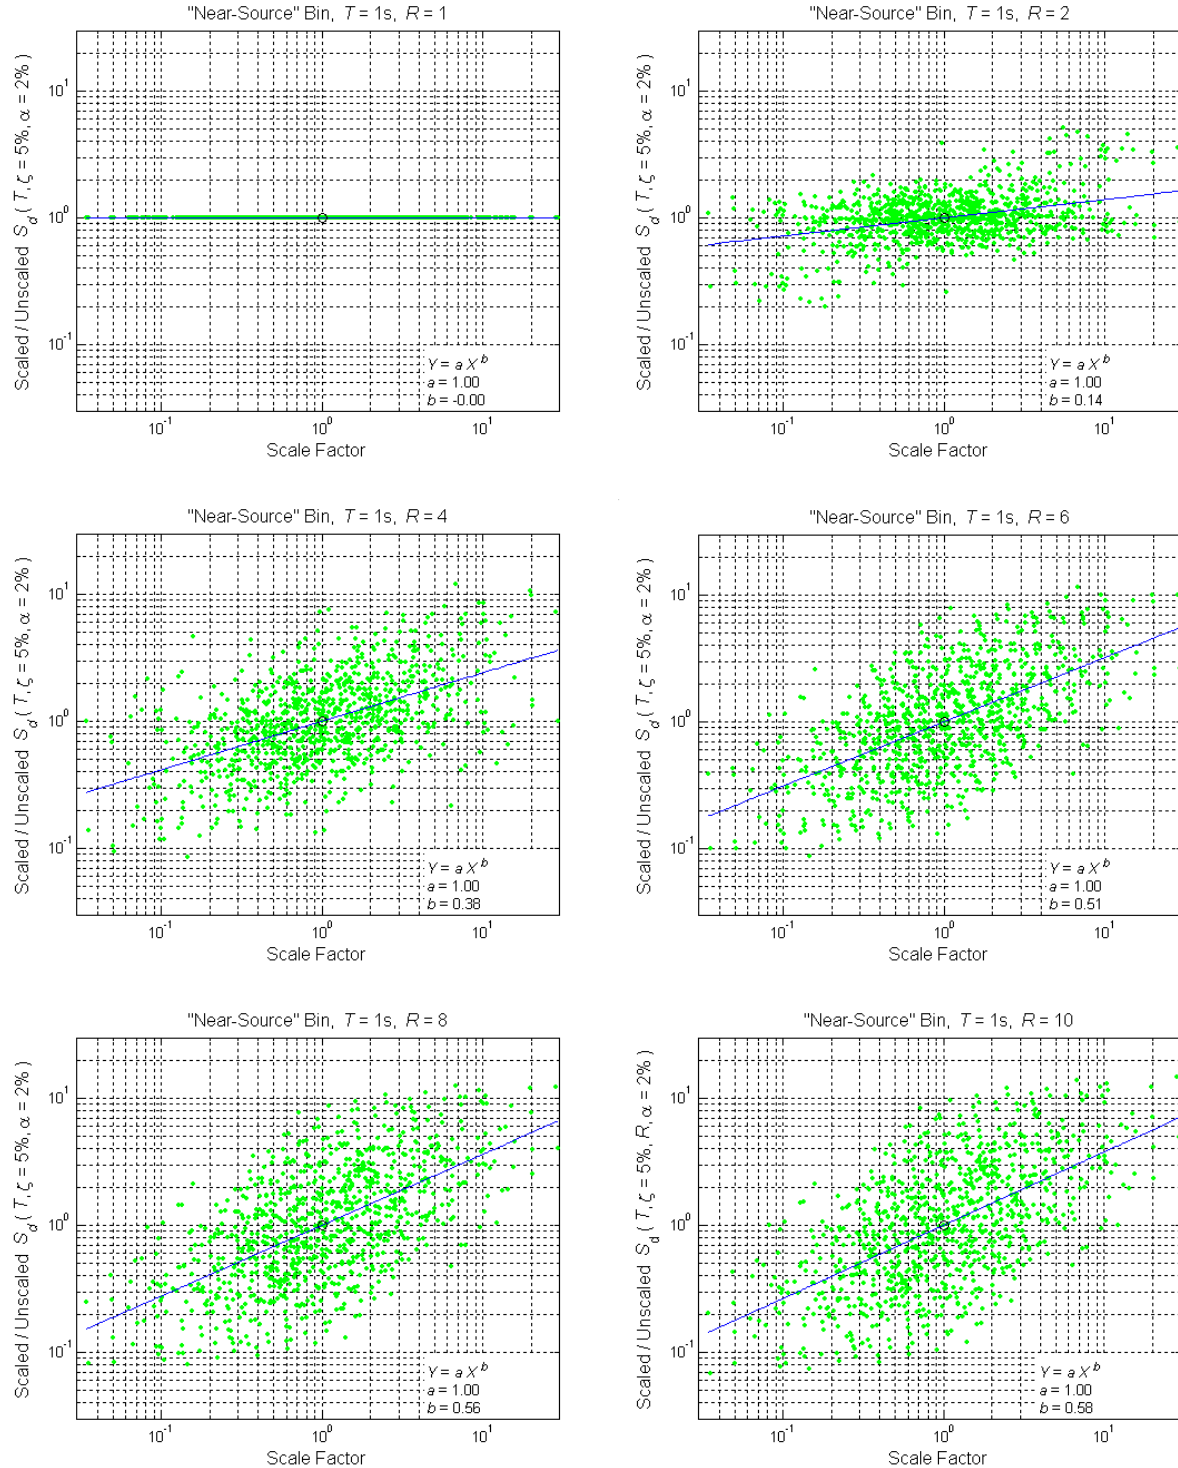 "Near-Source" Bin, T = 1s, R = 1
Scaled / Unscaled S_d ( T, ζ = 5%, α = 2% )
10^1
10^0
10^-1
Y = a X^b
a = 1.00
b = -0.00
10^-1 10^0 10^1
Scale Factor
"Near-Source" Bin, T = 1s, R = 2
Scaled / Unscaled S_d ( T, ζ = 5%, α = 2% )
10^1
10^0
10^-1
Y = a X^b
a = 1.00
b = 0.14
10^-1 10^0 10^1
Scale Factor
"Near-Source" Bin, T = 1s, R = 4
Scaled / Unscaled S_d ( T, ζ = 5%, α = 2% )
10^1
10^0
10^-1
Y = a X^b
a = 1.00
b = 0.38
10^-1 10^0 10^1
Scale Factor
"Near-Source" Bin, T = 1s, R = 6
Scaled / Unscaled S_d ( T, ζ = 5%, α = 2% )
10^1
10^0
10^-1
Y = a X^b
a = 1.00
b = 0.51
10^-1 10^0 10^1
Scale Factor
"Near-Source" Bin, T = 1s, R = 8
Scaled / Unscaled S_d ( T, ζ = 5%, α = 2% )
10^1
10^0
10^-1
Y = a X^b
a = 1.00
b = 0.56
10^-1 10^0 10^1
Scale Factor
"Near-Source" Bin, T = 1s, R = 10
Scaled / Unscaled S_d ( T, ζ = 5%, R, α = 2% )
10^1
10^0
10^-1
Y = a X^b
a = 1.00
b = 0.58
10^-1 10^0 10^1
Scale Factor